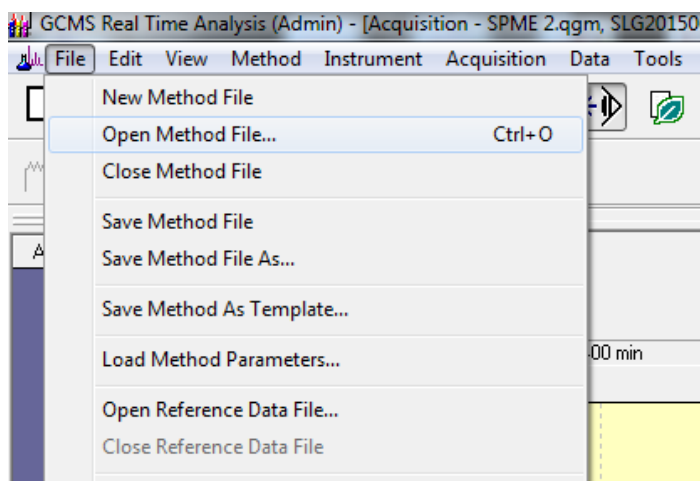 GCMS Real Time Analysis (Admin) - [Acquisition - SPME 2.qgm, SLG20150
File Edit View Method Instrument Acquisition Data Tools
New Method File
Open Method File... Ctrl+O
Close Method File
Save Method File
Save Method File As...
Save Method As Template...
Load Method Parameters...
.00 min
Open Reference Data File...
Close Reference Data File